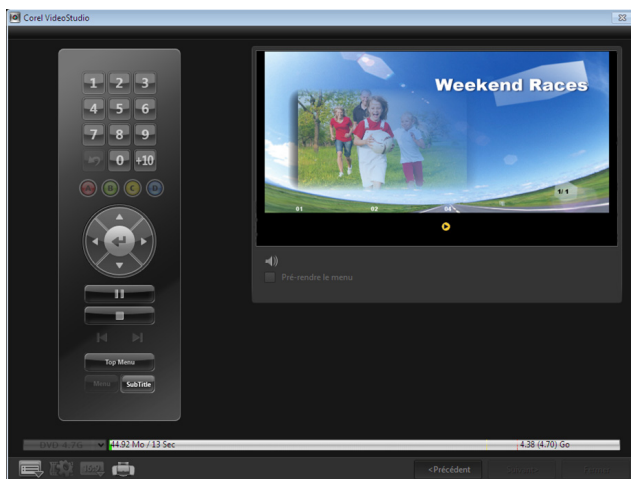 Corel VideoStudio
1 2 3
4 5 6
7 8 9
0 +10
A B C D
Top Menu
Menu SubTitle
Weekend Races
1/ 1
01 02 04
Pré-rendre le menu
DVD 4.7G 44.92 Mo / 13 Sec 4.38 (4.70) Go
<Précédent